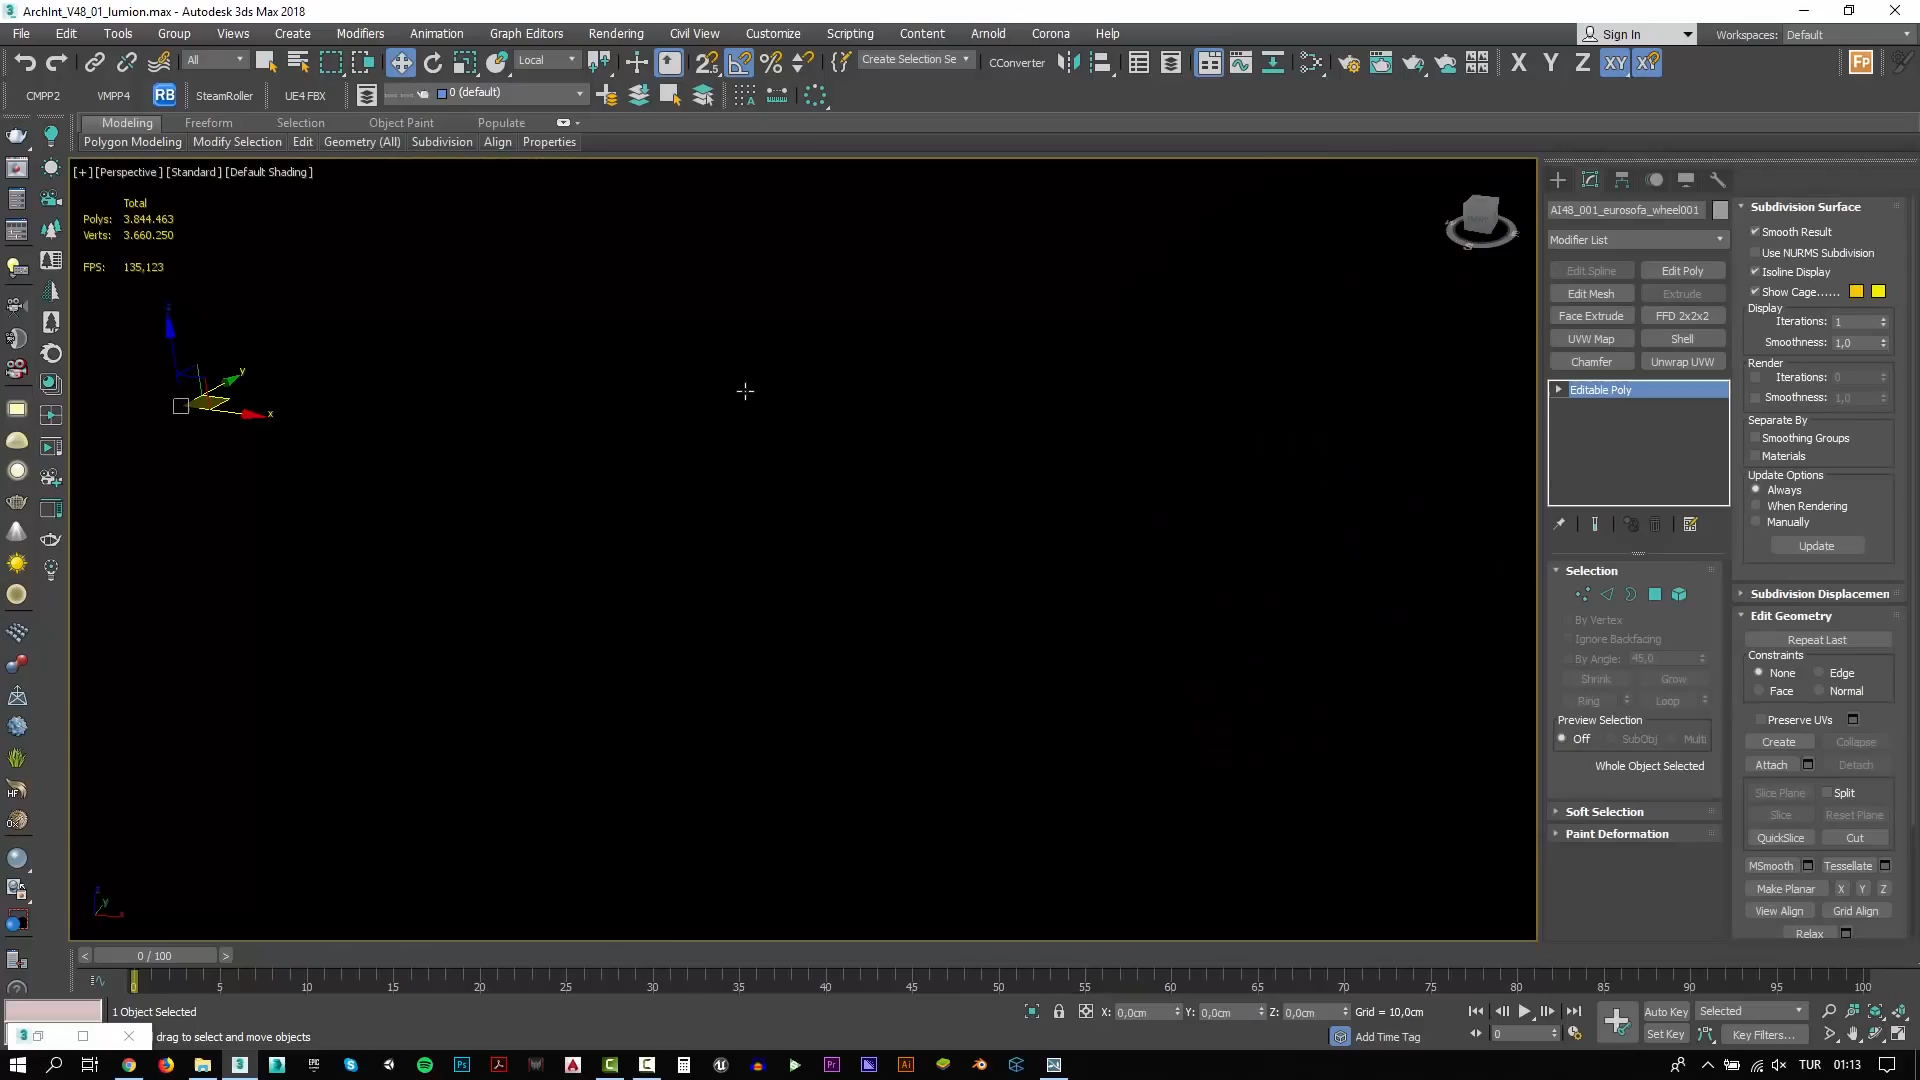 ArchInt_V48_01_lumion.max - Autodesk 3ds Max 2018
File Edit Tools Group Views Create Modifiers Animation Graph Editors Rendering Civil View Customize Scripting Content Arnold Corona Help Sign In Workspaces: Default
All Local Create Selection Se CConverter X Y Z XY XY
CMPP2 VMPP4 RB SteamRoller UE4 FBX 0 (default)
Modeling Freeform Selection Object Paint Populate
Polygon Modeling Modify Selection Edit Geometry (All) Subdivision Align Properties
[+] [Perspective] [Standard] [Default Shading]
Total
Polys: 3.844.463
Verts: 3.660.250
FPS: 135,123
z
y
x
AI48_001_eurosofa_wheel001
Modifier List
Edit Spline Edit Poly
Edit Mesh Extrude
Face Extrude FFD 2x2x2
UVW Map Shell
Chamfer Unwrap UVW
Editable Poly
Selection
By Vertex
Ignore Backfacing
By Angle: 45,0
Shrink Grow
Ring Loop
Preview Selection
Off SubObj Multi
Whole Object Selected
Soft Selection
Paint Deformation
Subdivision Surface
Smooth Result
Use NURMS Subdivision
Isoline Display
Show Cage......
Display
Iterations: 1
Smoothness: 1,0
Render
Iterations: 0
Smoothness: 1,0
Separate By
Smoothing Groups
Materials
Update Options
Always
When Rendering
Manually
Update
Subdivision Displacemen
Edit Geometry
Repeat Last
Constraints
None Edge
Face Normal
Preserve UVs
Create Collapse
Attach Detach
Slice Plane Split
Slice Reset Plane
QuickSlice Cut
MSmooth Tessellate
Make Planar X Y Z
View Align Grid Align
Relax
< 0 / 100 >
0 5 10 15 20 25 30 35 40 45 50 55 60 65 70 75 80 85 90 95 100
1 Object Selected
X: 0,0cm Y: 0,0cm Z: 0,0cm Grid = 10,0cm
Auto Key Selected
drag to select and move objects
Add Time Tag
0
Set Key Key Filters...
TUR 01:13